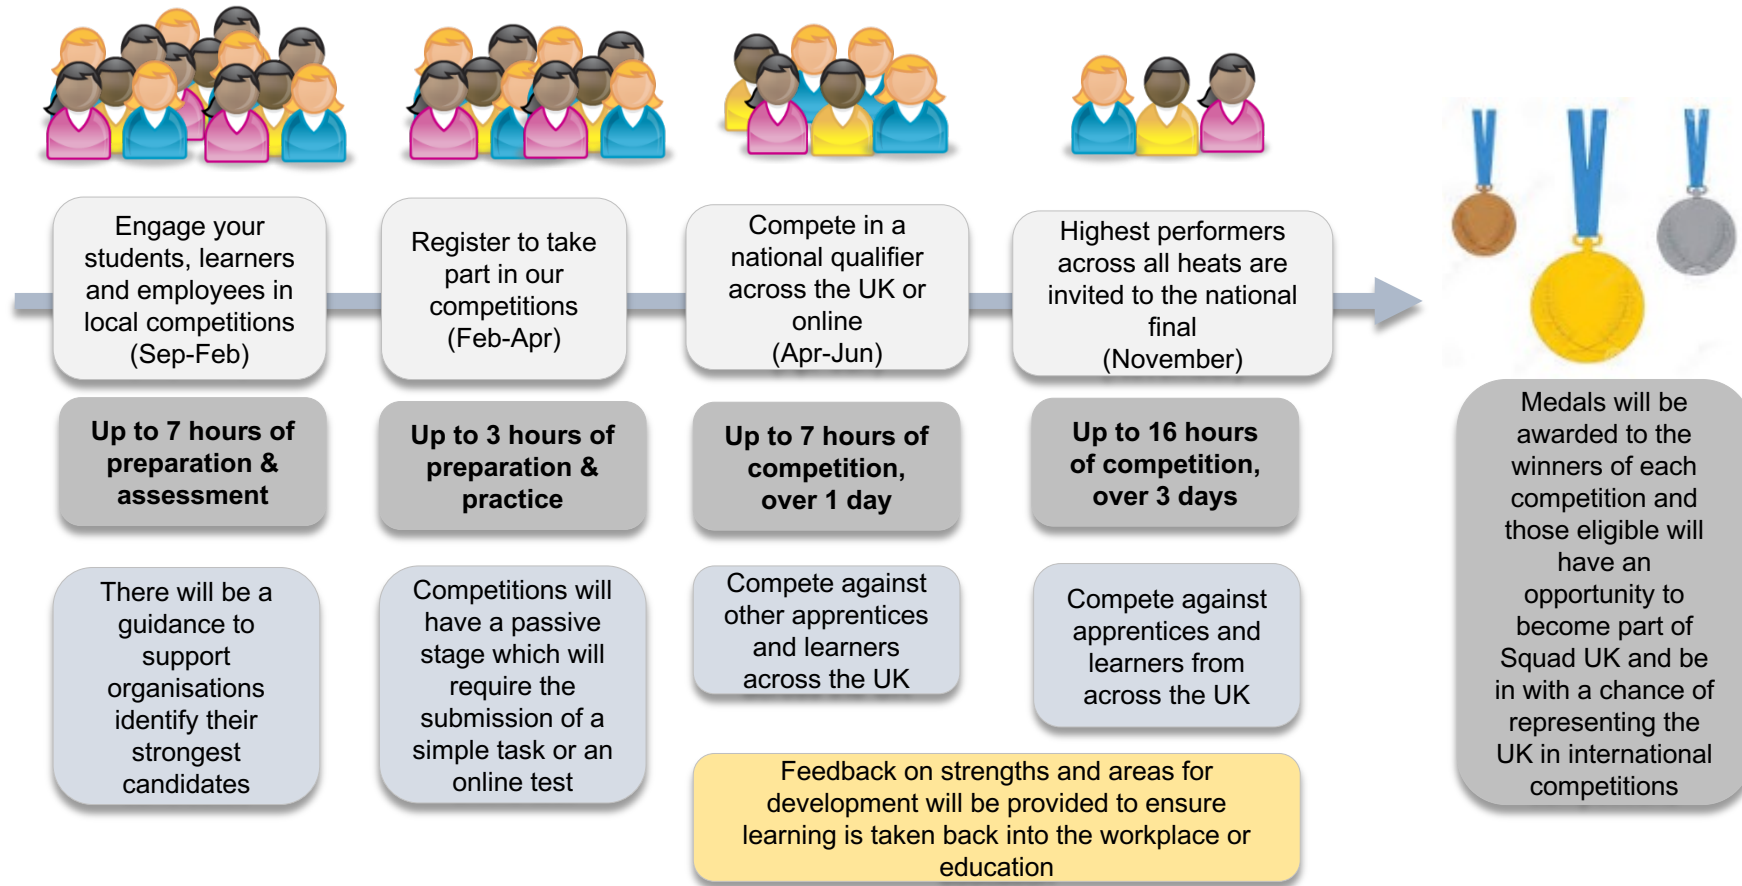 Engage your
students, learners
and employees in
local competitions
(Sep-Feb)
Register to take
part in our
competitions
(Feb-Apr)
Compete in a
national qualifier
across the UK or
online
(Apr-Jun)
Highest performers
across all heats are
invited to the national
final
(November)
Up to 7 hours of
preparation &
assessment
Up to 3 hours of
preparation &
practice
Up to 7 hours of
competition,
over 1 day
Up to 16 hours
of competition,
over 3 days
There will be a
guidance to
support
organisations
identify their
strongest
candidates
Competitions will
have a passive
stage which will
require the
submission of a
simple task or an
online test
Compete against
other apprentices
and learners
across the UK
Compete against
apprentices and
learners from
across the UK
Feedback on strengths and areas for
development will be provided to ensure
learning is taken back into the workplace or
education
Medals will be
awarded to the
winners of each
competition and
those eligible will
have an
opportunity to
become part of
Squad UK and be
in with a chance of
representing the
UK in international
competitions